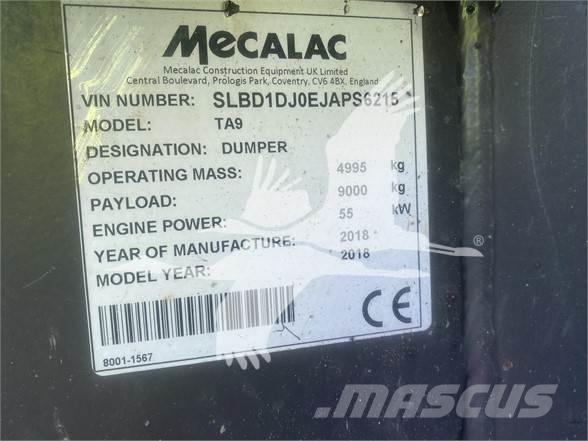 MECALAC
Mecalac Construction Equipment UK Limited
Central Boulevard, Prologis Park, Coventry, CV6 4BX, England
VIN NUMBER: SLBD1DJ0EJAPS6215 *
MODEL: TA9
DESIGNATION: DUMPER
OPERATING MASS: 4995 kg
PAYLOAD: 9000 kg
ENGINE POWER: 55 kW
YEAR OF MANUFACTURE: 2018
MODEL YEAR: 2018
8001-1567
CE
®
MASCUS